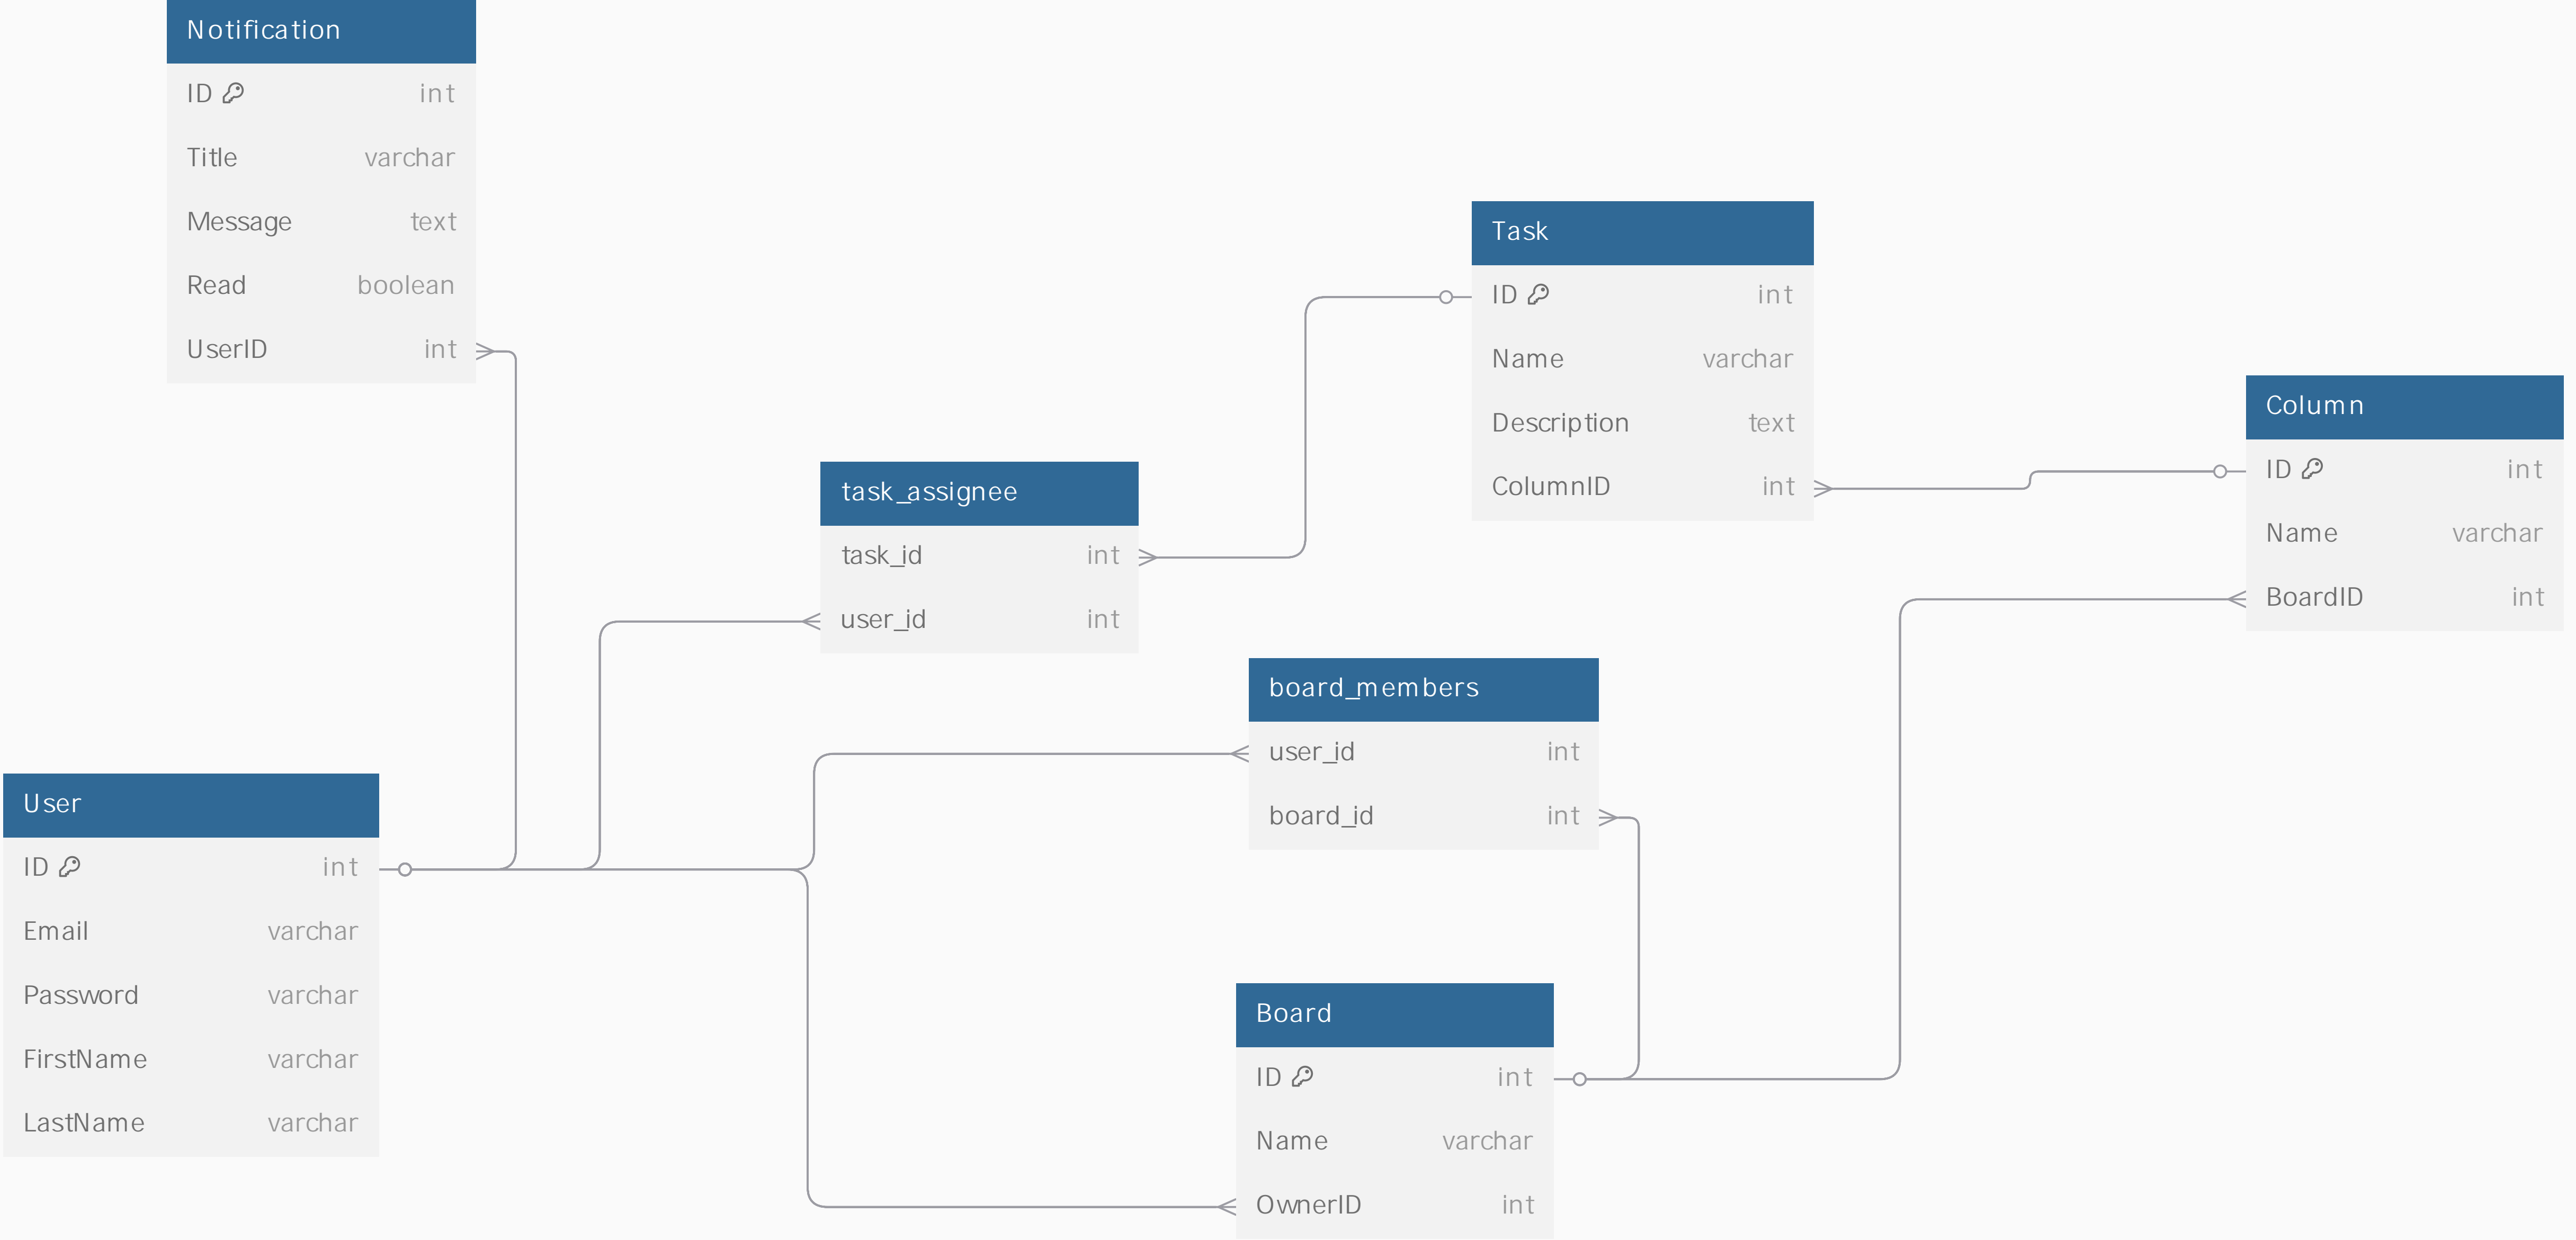 Notification
ID int
Title varchar
Message text
Read boolean
UserID int
Task
ID int
Name varchar
Description text
ColumnID int
Column
ID int
Name varchar
BoardID int
task_assignee
task_id int
user_id int
board_members
user_id int
board_id int
User
ID int
Email varchar
Password varchar
FirstName varchar
LastName varchar
Board
ID int
Name varchar
OwnerID int